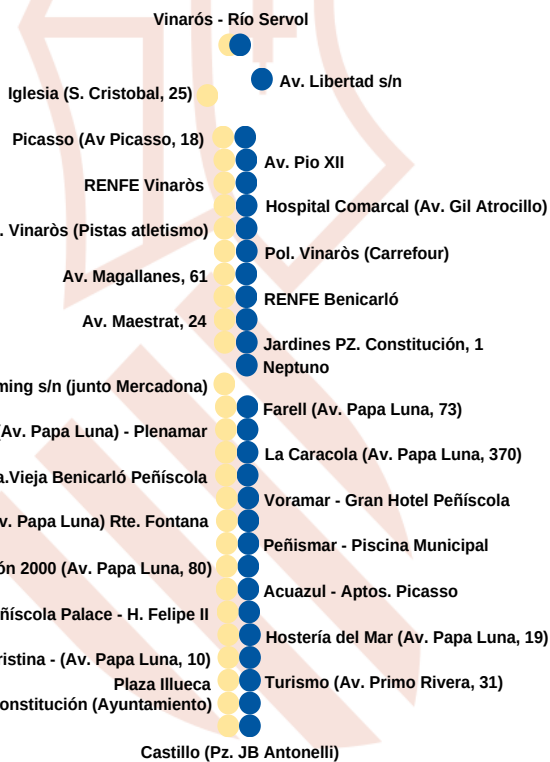 Vinarós - Río Servol
Av. Libertad s/n
Iglesia (S. Cristobal, 25)
Picasso (Av Picasso, 18)
Av. Pio XII
RENFE Vinaròs
Hospital Comarcal (Av. Gil Atrocillo)
. Vinaròs (Pistas atletismo)
Pol. Vinaròs (Carrefour)
Av. Magallanes, 61
RENFE Benicarló
Av. Maestrat, 24
Jardines PZ. Constitución, 1
Neptuno
ming s/n (junto Mercadona)
Farell (Av. Papa Luna, 73)
(Av. Papa Luna) - Plenamar
La Caracola (Av. Papa Luna, 370)
a.Vieja Benicarló Peñíscola
Voramar - Gran Hotel Peñíscola
v. Papa Luna) Rte. Fontana
Peñismar - Piscina Municipal
ón 2000 (Av. Papa Luna, 80)
Acuazul - Aptos. Picasso
ñíscola Palace - H. Felipe II
Hostería del Mar (Av. Papa Luna, 19)
ristina - (Av. Papa Luna, 10)
Plaza Illueca
Turismo (Av. Primo Rivera, 31)
onstitución (Ayuntamiento)
Castillo (Pz. JB Antonelli)